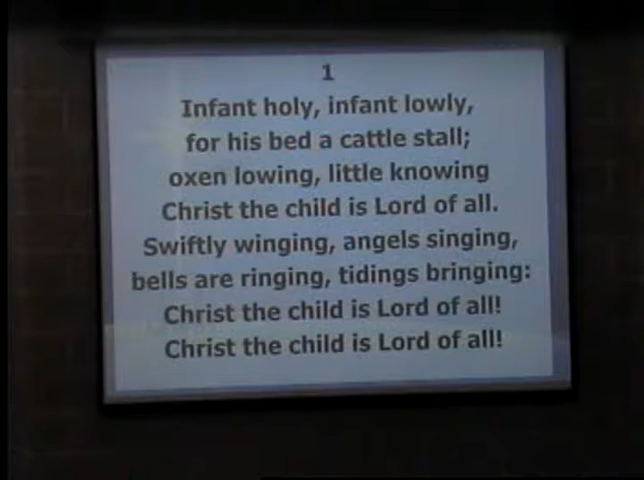 1
Infant holy, infant lowly,
for his bed a cattle stall;
oxen lowing, little knowing
Christ the child is Lord of all.
Swiftly winging, angels singing,
bells are ringing, tidings bringing:
Christ the child is Lord of all!
Christ the child is Lord of all!